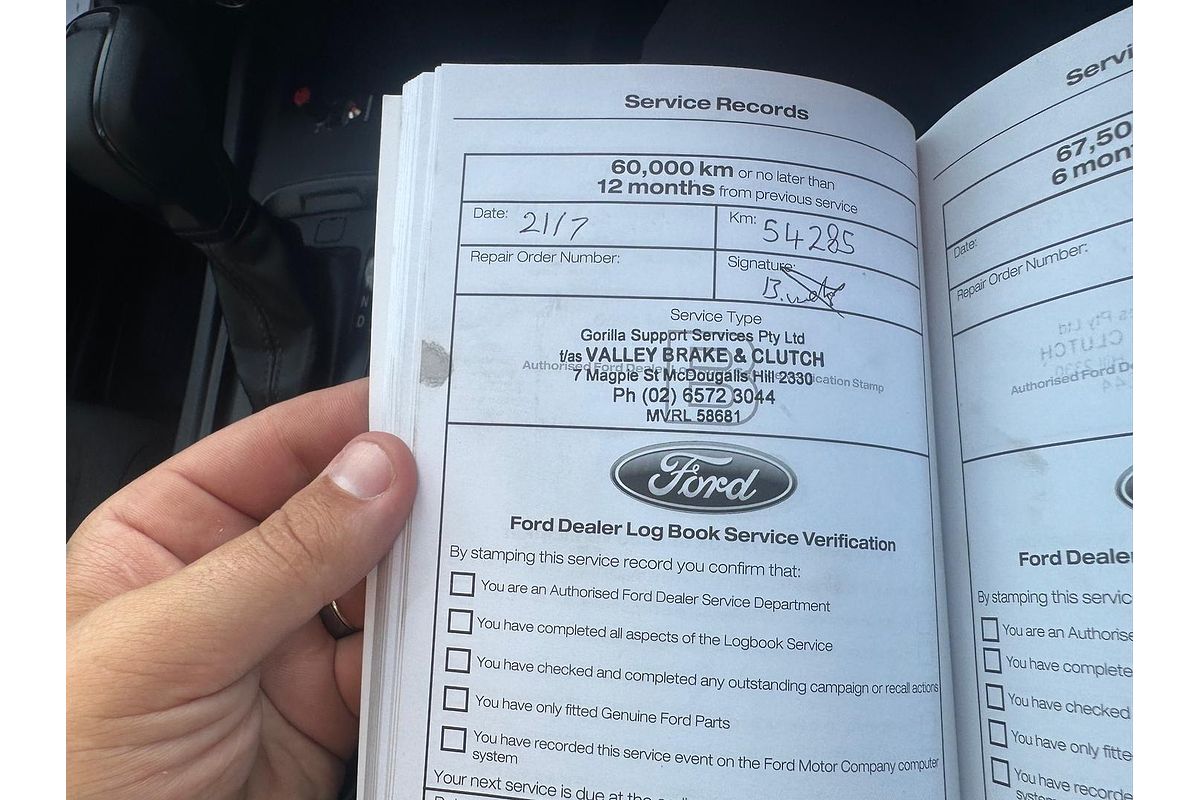 Service Records
60,000 km or no later than
12 months from previous service
Date: 21/7
Km: 54285
Repair Order Number:
Signature:
Service Type
Gorilla Support Services Pty Ltd
t/as VALLEY BRAKE & CLUTCH
Authorised Ford Deale ication Stamp
7 Magpie St McDougalls Hill 2330
Ph (02) 6572 3044
MVRL 58681
B
Ford
Ford Dealer Log Book Service Verification
By stamping this service record you confirm that:
You are an Authorised Ford Dealer Service Department
You have completed all aspects of the Logbook Service
You have checked and completed any outstanding campaign or recall actions
You have only fitted Genuine Ford Parts
You have recorded this service event on the Ford Motor Company computer
system
Your next service is due at the
Servi
67,50
6 mon
Date:
Repair Order Number:
Authorised Ford D
Ford Dealer
By stamping this servic
You are an Authorise
You have complete
You have checked
You have only fitte
You have recorde
system
N
D